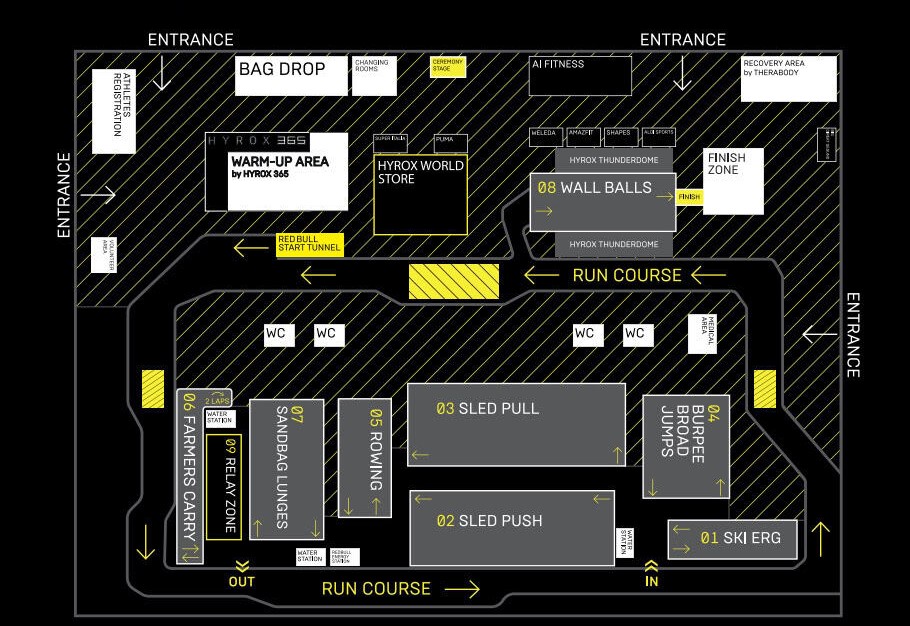 ENTRANCE
ENTRANCE
ATHLETES
REGISTRATION
BAG DROP
CHANGING
ROOMS
CEREMONY
STAGE
AI FITNESS
RECOVERY AREA
by THERABODY
HYROX 365
WARM-UP AREA
by HYROX 365
SUPER ITALIA
PUMA
HYROX WORLD
STORE
WELEDA
AMAZFIT
SHAPES
ALDI SPORTS
HYROX THUNDERDOME
08 WALL BALLS
FINISH
FINISH
ZONE
HYROX THUNDERDOME
ENTRANCE
VOLUNTEER
AREA
RED BULL
START TUNNEL
RUN COURSE
ENTRANCE
WC
WC
WC
WC
MEDICAL
AREA
06 FARMERS CARRY
2 LAPS
WATER
STATION
09 RELAY ZONE
07
SANDBAG LUNGES
05 ROWING
03 SLED PULL
04
BURPEE
BROAD
JUMPS
02 SLED PUSH
WATER
STATION
01 SKI ERG
WATER
STATION
REDBULL
ENERGY
STATION
OUT
RUN COURSE
IN